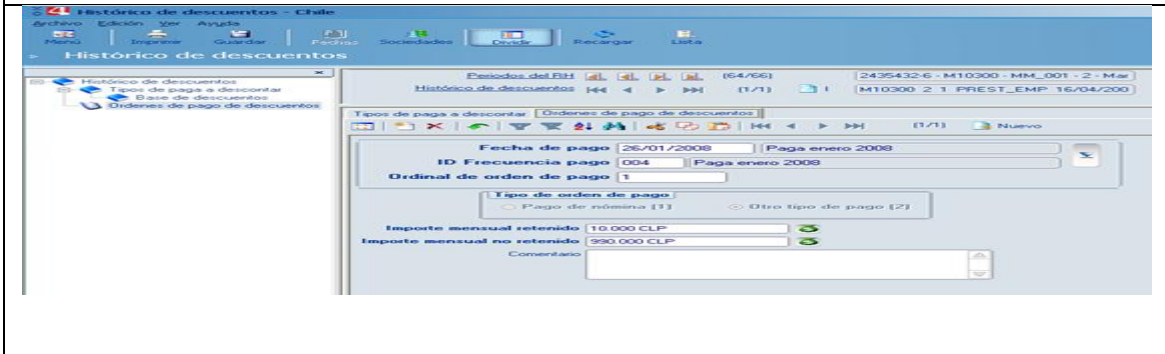 Histórico de descuentos - Chile
Archivo Edición Ver Ayuda
Menú Imprimir Guardar Fechas Sociedades Dividir Recargar Lista
Histórico de descuentos
Histórico de descuentos
Tipos de paga a descontar
Base de descuentos
Ordenes de pago de descuentos
Periodos del RH (64/66) 2435432-6 - M10300 - MM_001 - 2 - Mar
Histórico de descuentos (1/1) M10300 2 1 PREST_EMP 16/04/200
Tipos de paga a descontar Ordenes de pago de descuentos
(1/1) Nuevo
Fecha de pago 26/01/2008 Paga enero 2008
ID Frecuencia pago 004 Paga enero 2008
Ordinal de orden de pago 1
Tipo de orden de pago
Pago de nómina (1) Otro tipo de pago (2)
Importe mensual retenido 10.000 CLP
Importe mensual no retenido 990.000 CLP
Comentario